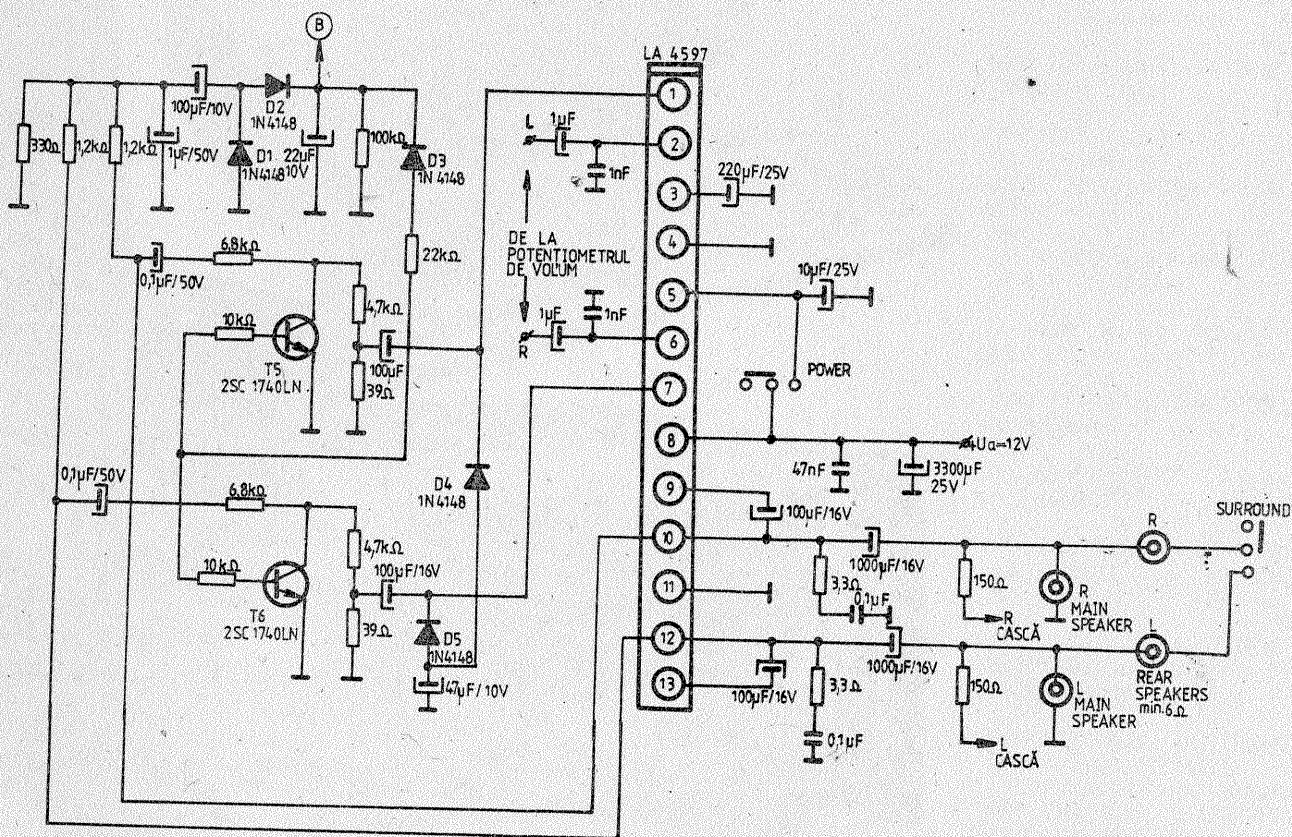 B
LA 4597
330Ω
1,2kΩ
1,2kΩ
100µF/10V
1µF/50V
D2
1N4148
D1
1N4148
22µF
10V
100kΩ
D3
1N 4148
22kΩ
0,1µF/50V
6,8kΩ
10kΩ
T5
2SC 1740LN
4,7kΩ
100µF
39Ω
0,1µF/50V
6,8kΩ
10kΩ
T6
2SC 1740LN
4,7kΩ
100µF/16V
39Ω
D4
1N4148
D5
1N4148
47µF/10V
L
1µF
1nF
DE LA
POTENTIOMETRUL
DE VOLUM
1µF
1nF
R
1
2
3
4
5
6
7
8
9
10
11
12
13
220µF/25V
10µF/25V
POWER
+Ua=12V
47nF
3300µF
25V
100µF/16V
1000µF/16V
3,3Ω
0,1µF
150Ω
R
CASCĂ
R
MAIN
SPEAKER
R
SURROUND
100µF/16V
3,3Ω
0,1µF
1000µF/16V
150Ω
L
CASCĂ
L
MAIN
SPEAKER
L
REAR
SPEAKERS
min.6Ω